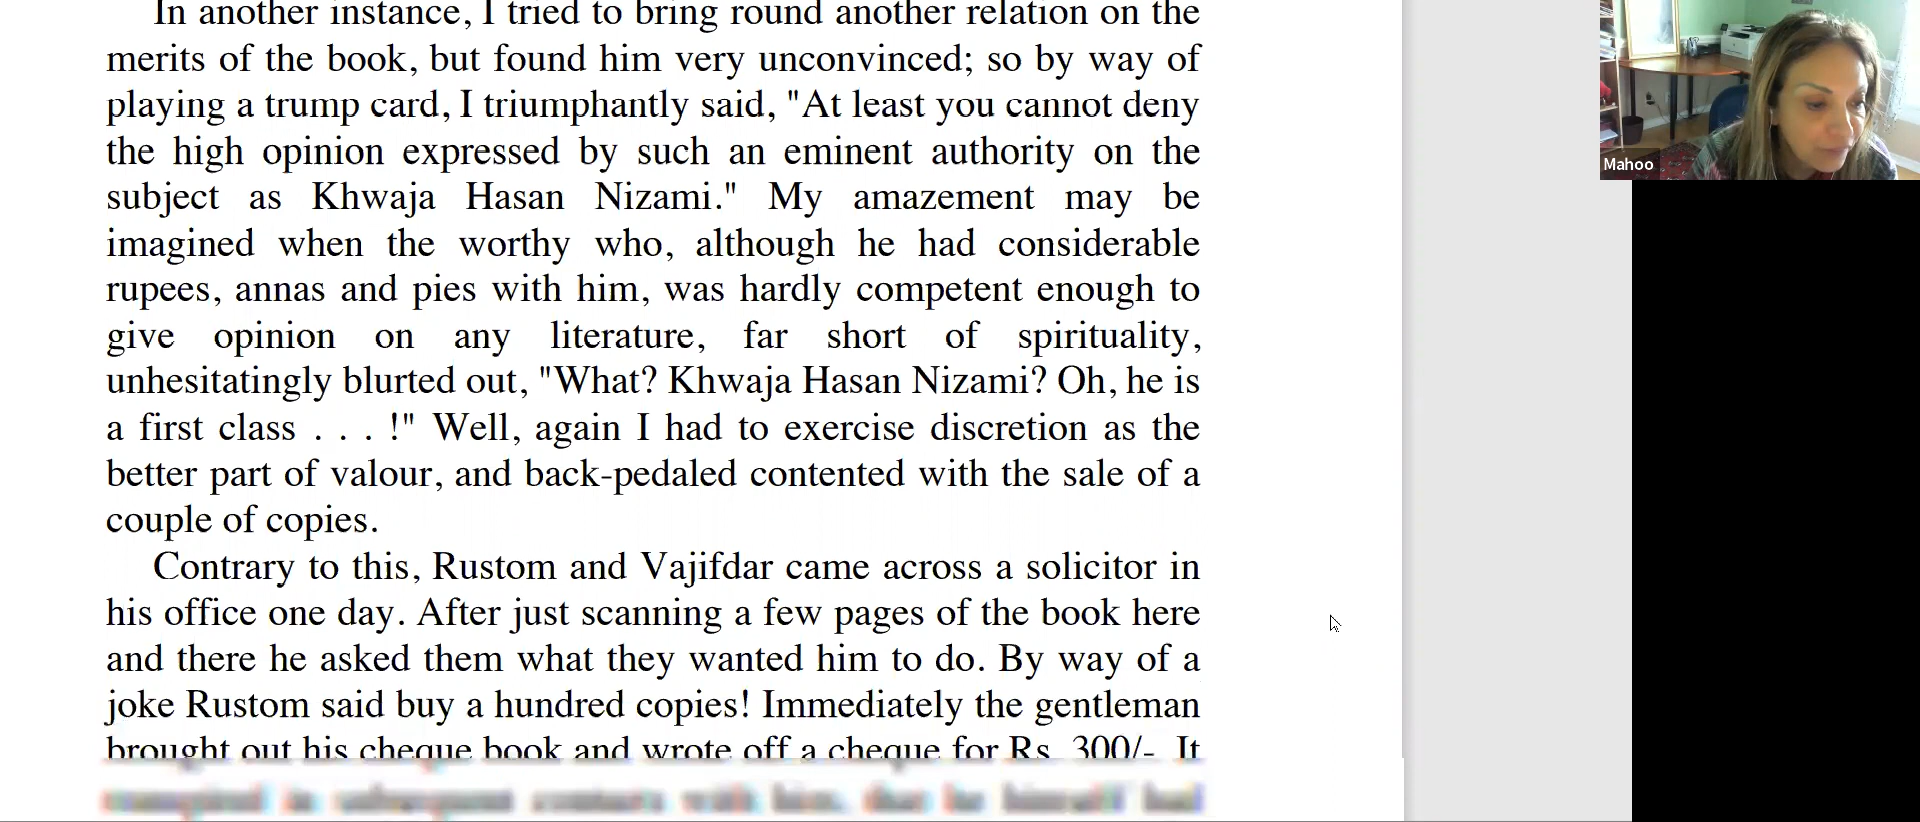 In another instance, I tried to bring round another relation on the
merits of the book, but found him very unconvinced; so by way of
playing a trump card, I triumphantly said, "At least you cannot deny
the high opinion expressed by such an eminent authority on the
subject as Khwaja Hasan Nizami." My amazement may be
imagined when the worthy who, although he had considerable
rupees, annas and pies with him, was hardly competent enough to
give opinion on any literature, far short of spirituality,
unhesitatingly blurted out, "What? Khwaja Hasan Nizami? Oh, he is
a first class . . . !" Well, again I had to exercise discretion as the
better part of valour, and back-pedaled contented with the sale of a
couple of copies.
Contrary to this, Rustom and Vajifdar came across a solicitor in
his office one day. After just scanning a few pages of the book here
and there he asked them what they wanted him to do. By way of a
joke Rustom said buy a hundred copies! Immediately the gentleman
brought out his cheque book and wrote off a cheque for Rs. 300/-. It
Mahoo